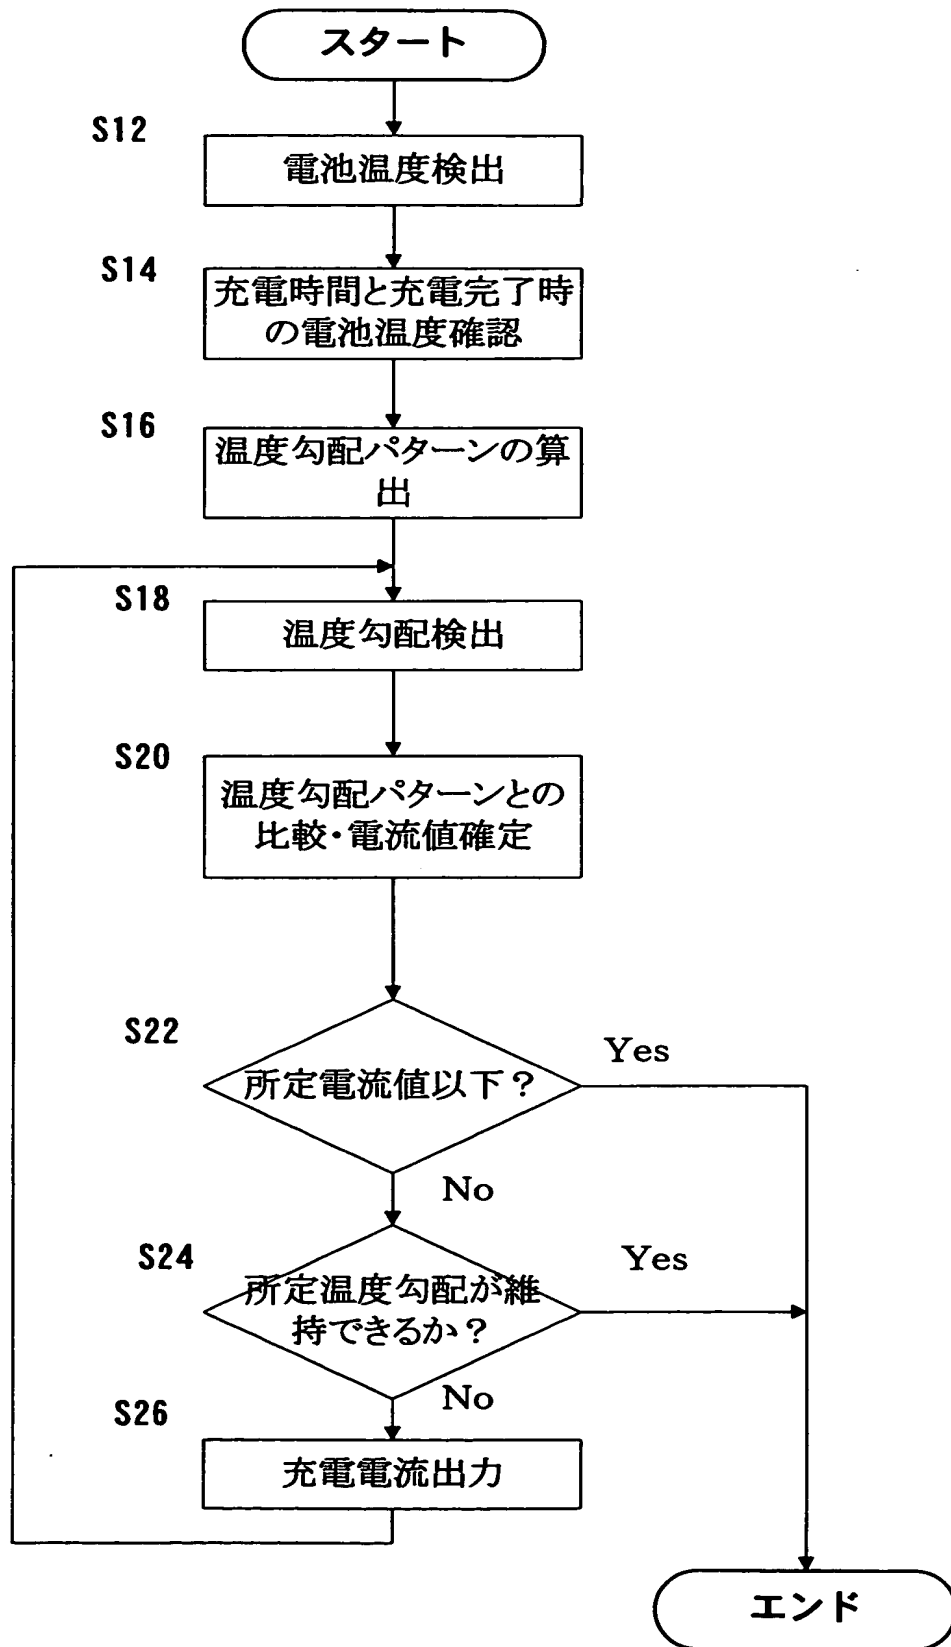 スタート
S12
電池温度検出
S14
充電時間と充電完了時
の電池温度確認
S16
温度勾配パターンの算
出
S18
温度勾配検出
S20
温度勾配パターンとの
比較・電流値確定
S22
所定電流値以下？
Yes
No
S24
所定温度勾配が維
持できるか？
Yes
No
S26
充電電流出力
エンド